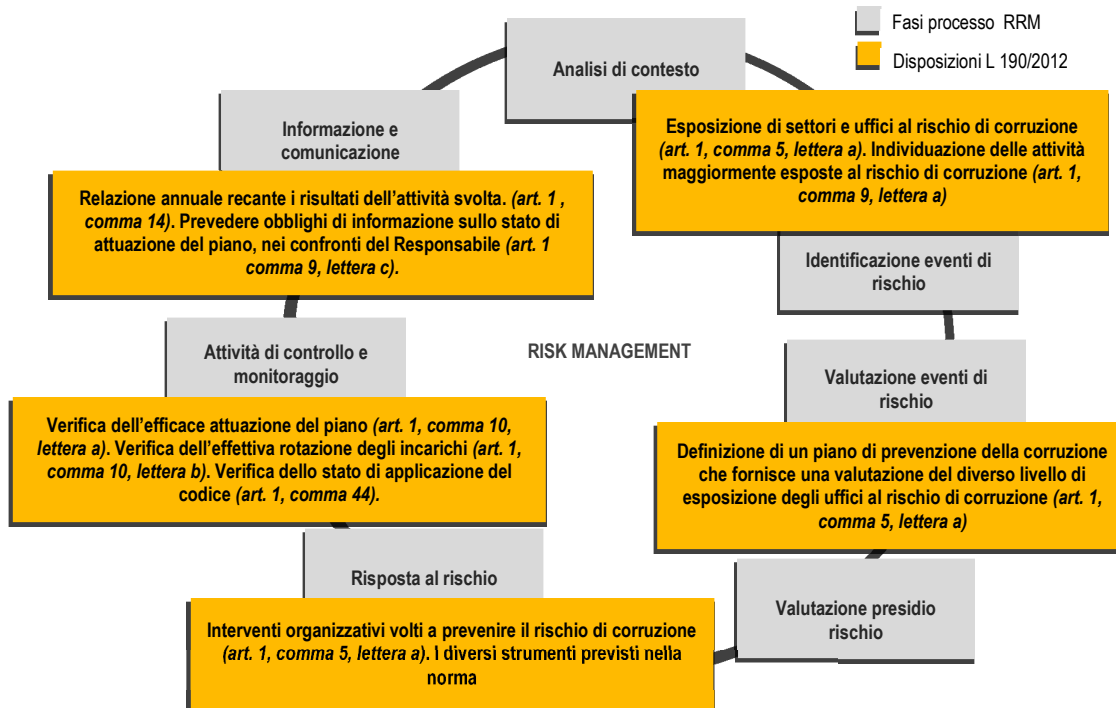 Fasi processo RRM
Disposizioni L 190/2012
Analisi di contesto
Esposizione di settori e uffici al rischio di corruzione
(art. 1, comma 5, lettera a). Individuazione delle attività
maggiormente esposte al rischio di corruzione (art. 1,
comma 9, lettera a)
Identificazione eventi di
rischio
Valutazione eventi di
rischio
Definizione di un piano di prevenzione della corruzione
che fornisce una valutazione del diverso livello di
esposizione degli uffici al rischio di corruzione (art. 1,
comma 5, lettera a)
Valutazione presidio
rischio
Risposta al rischio
Interventi organizzativi volti a prevenire il rischio di corruzione
(art. 1, comma 5, lettera a). I diversi strumenti previsti nella
norma
Attività di controllo e
monitoraggio
Verifica dell'efficace attuazione del piano (art. 1, comma 10,
lettera a). Verifica dell'effettiva rotazione degli incarichi (art. 1,
comma 10, lettera b). Verifica dello stato di applicazione del
codice (art. 1, comma 44).
Informazione e
comunicazione
Relazione annuale recante i risultati dell'attività svolta. (art. 1 ,
comma 14). Prevedere obblighi di informazione sullo stato di
attuazione del piano, nei confronti del Responsabile (art. 1
comma 9, lettera c).
RISK MANAGEMENT